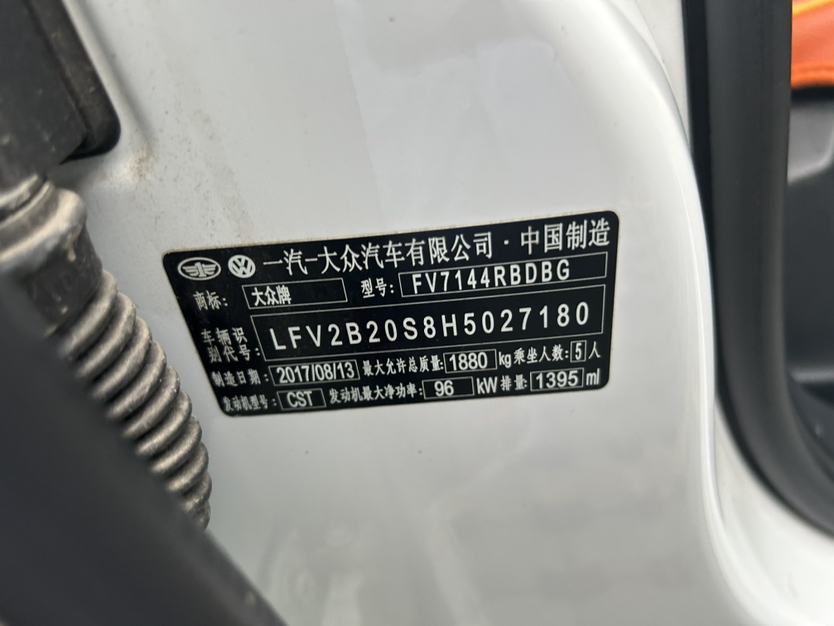 一汽-大众汽车有限公司·中国制造
商标: 大众牌 型号: FV7144RBDBG
车辆识别代号: LFV2B20S8H5027180
制造日期: 2017/08/13 最大允许总质量: 1880 kg 乘坐人数: 5 人
发动机型号: CST 发动机最大净功率: 96 kW 排量: 1395 ml